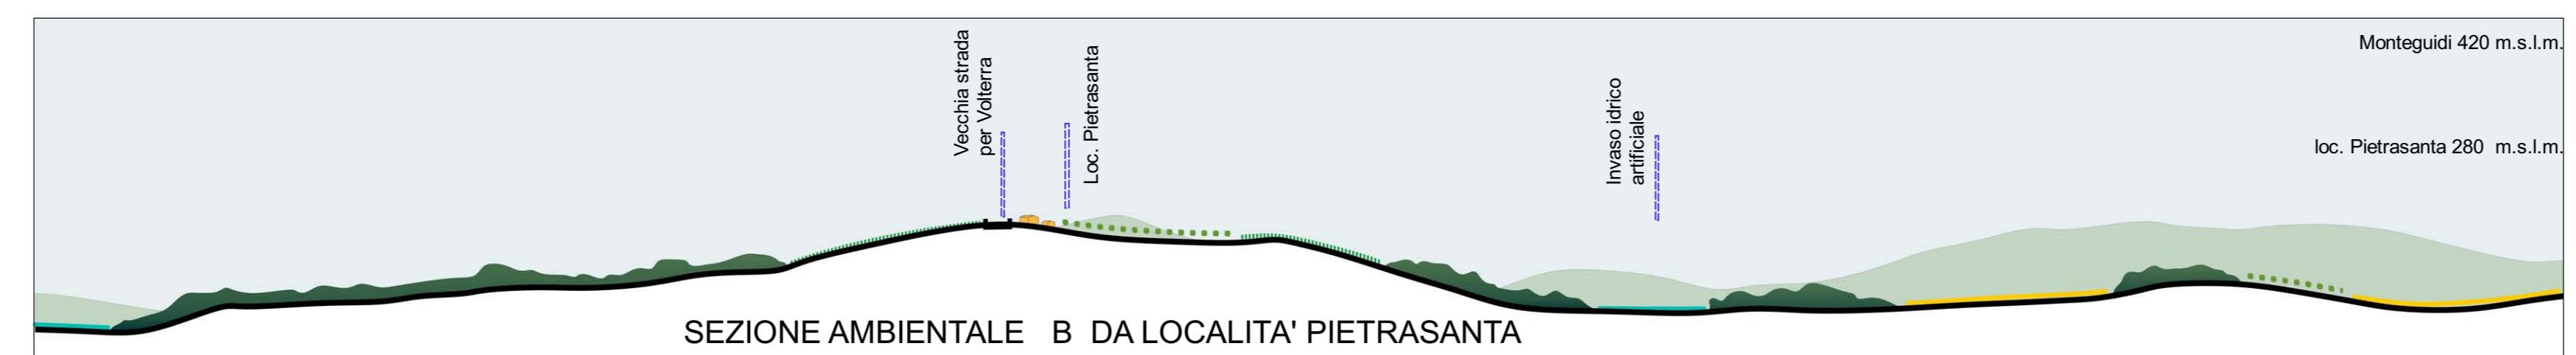 Vecchia strada
per Volterra
Loc. Pietrasanta
Invaso idrico
artificiale
Monteguidi 420 m.s.l.m.
loc. Pietrasanta 280 m.s.l.m.
SEZIONE AMBIENTALE B DA LOCALITA' PIETRASANTA